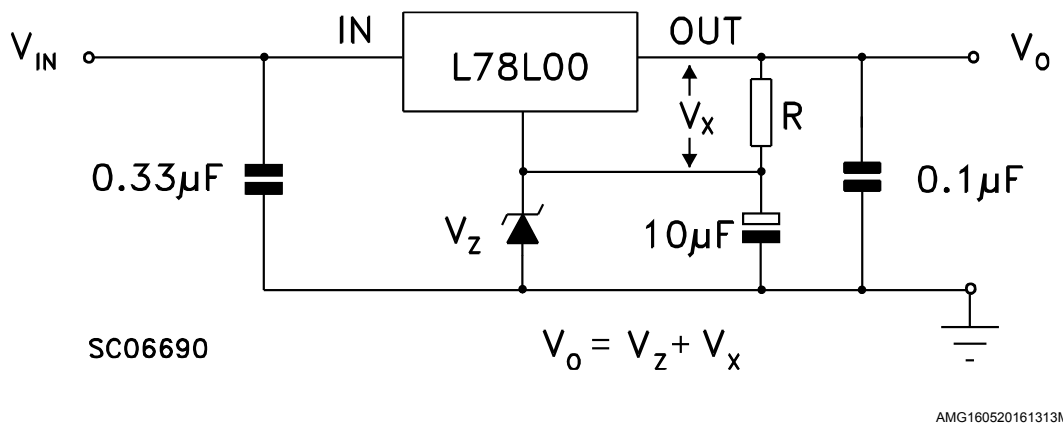 IN
OUT
V_IN
L78L00
V_O
V_X
R
0.33µF
0.1µF
V_Z
10µF
SC06690
V_O = V_Z + V_X
AMG160520161313M